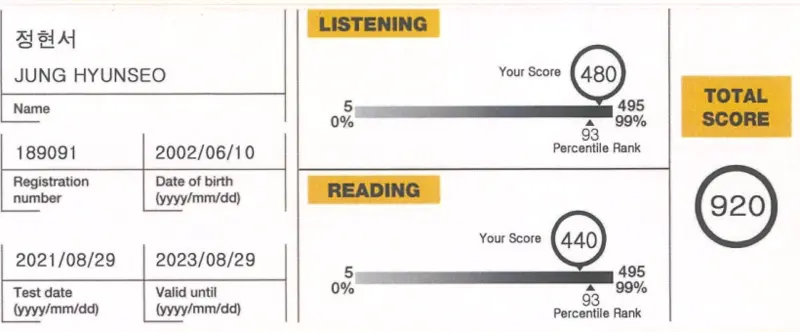 정현서
JUNG HYUNSEO
Name
189091
2002/06/10
Registration
number
Date of birth
(yyyy/mm/dd)
2021/08/29
2023/08/29
Test date
(yyyy/mm/dd)
Valid until
(yyyy/mm/dd)
LISTENING
Your Score
480
5
495
0%
99%
93
Percentile Rank
READING
Your Score
440
5
495
0%
99%
93
Percentile Rank
TOTAL
SCORE
920